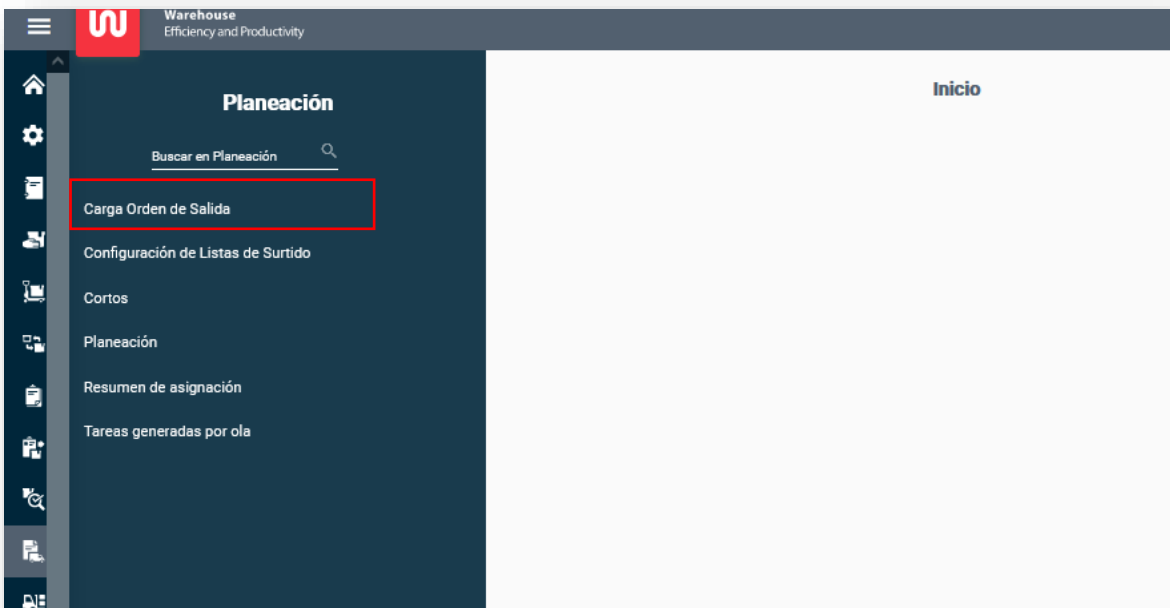 Warehouse
Efficiency and Productivity
Planeación
Inicio
Buscar en Planeación
Carga Orden de Salida
Configuración de Listas de Surtido
Cortos
Planeación
Resumen de asignación
Tareas generadas por ola